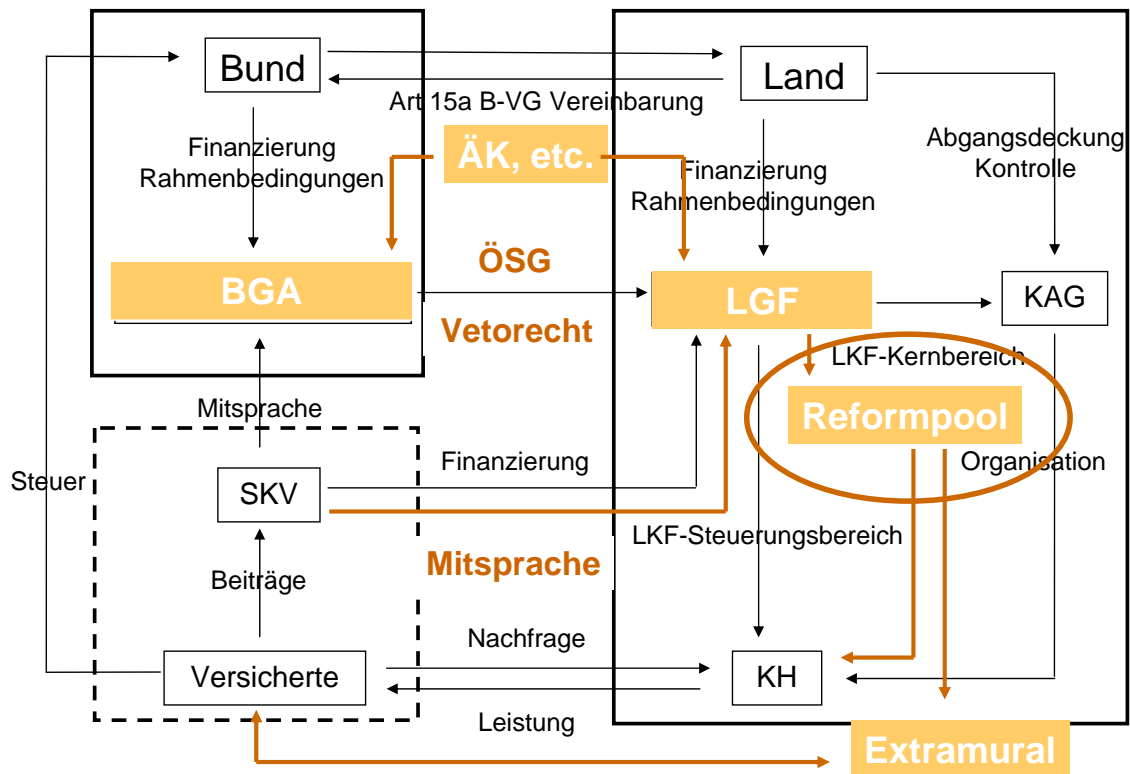 Bund
Land
Art 15a B-VG Vereinbarung
Finanzierung
Rahmenbedingungen
ÄK, etc.
Finanzierung
Rahmenbedingungen
Abgangsdeckung
Kontrolle
ÖSG
BGA
LGF
KAG
Vetorecht
LKF-Kernbereich
Mitsprache
Reformpool
Steuer
Finanzierung
Organisation
SKV
LKF-Steuerungsbereich
Mitsprache
Beiträge
Nachfrage
Versicherte
KH
Leistung
Extramural